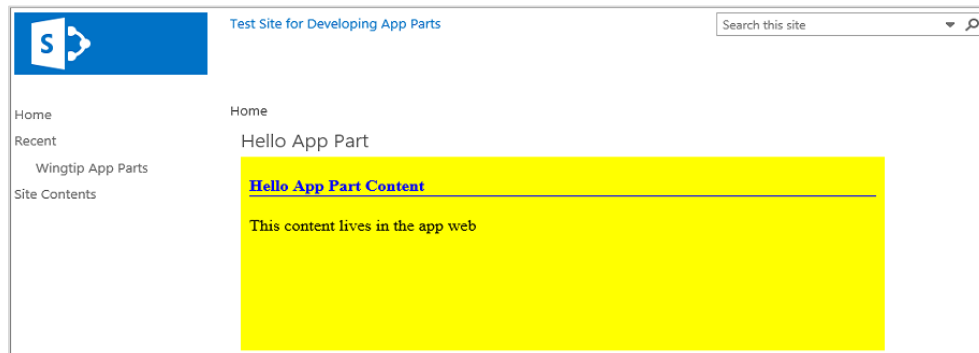 S
Test Site for Developing App Parts
Search this site
Home
Recent
Wingtip App Parts
Site Contents
Home
Hello App Part
Hello App Part Content
This content lives in the app web